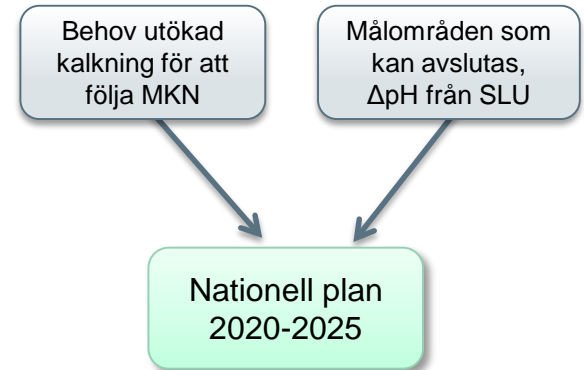 Behov utökad
kalkning för att
följa MKN
Målområden som
kan avslutas,
ΔpH från SLU
Nationell plan
2020-2025